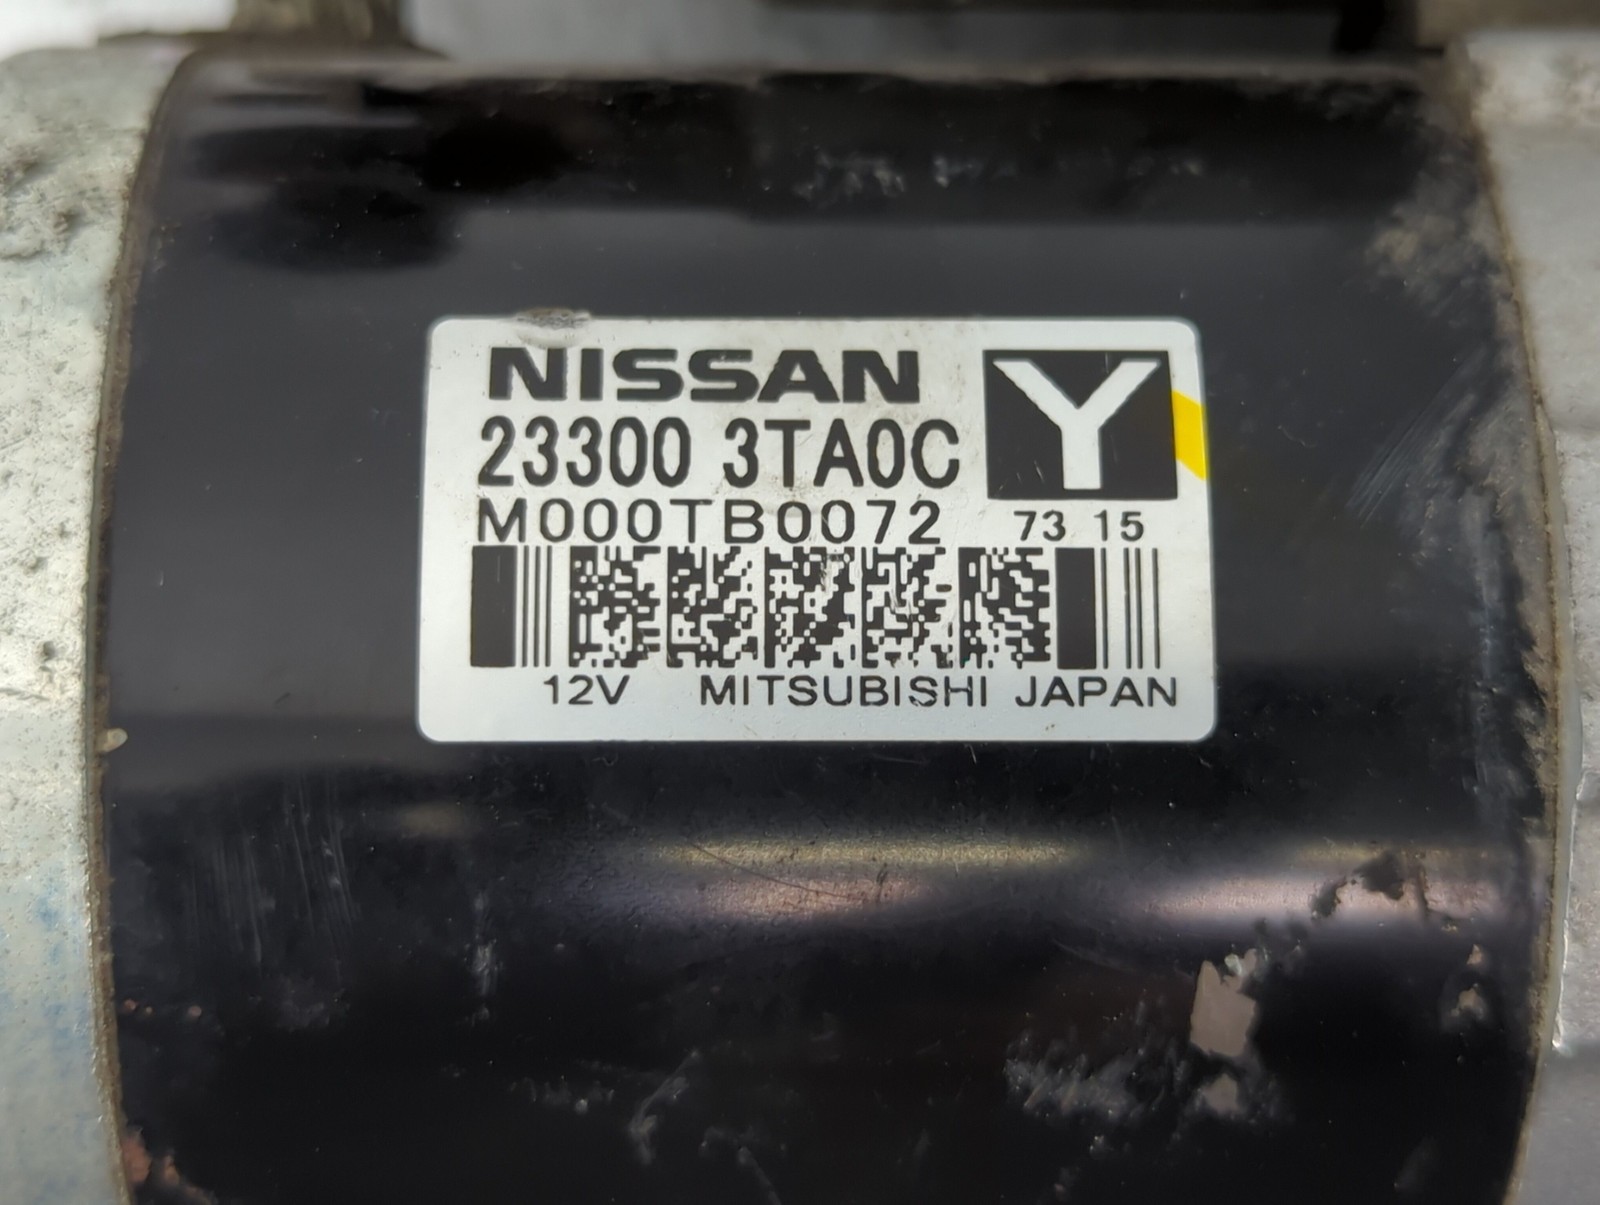 NISSAN
Y
23300 3TA0C
M000TB0072
73 15
12V MITSUBISHI JAPAN